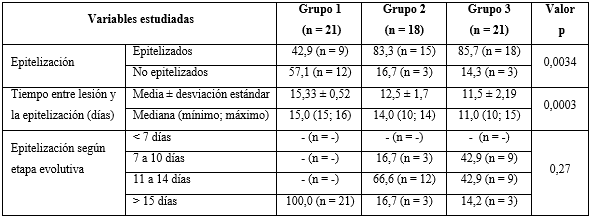 Variables estudiadas Grupo 1 (n = 21) Grupo 2 (n = 18) Grupo 3 (n = 21) Valor p
Epitelización Epitelizados 42,9 (n = 9) 83,3 (n = 15) 85,7 (n = 18) 0,0034
No epitelizados 57,1 (n = 12) 16,7 (n = 3) 14,3 (n = 3)
Tiempo entre lesión y la epitelización (días) Media ± desviación estándar 15,33 ± 0,52 12,5 ± 1,7 11,5 ± 2,19 0,0003
Mediana (mínimo; máximo) 15,0 (15; 16) 14,0 (10; 14) 11,0 (10; 15)
Epitelización según etapa evolutiva < 7 días - (n = -) - (n = -) - (n = -) 0,27
7 a 10 días - (n = -) 16,7 (n = 3) 42,9 (n = 9)
11 a 14 días - (n = -) 66,6 (n = 12) 42,9 (n = 9)
> 15 días 100,0 (n = 21) 16,7 (n = 3) 14,2 (n = 3)